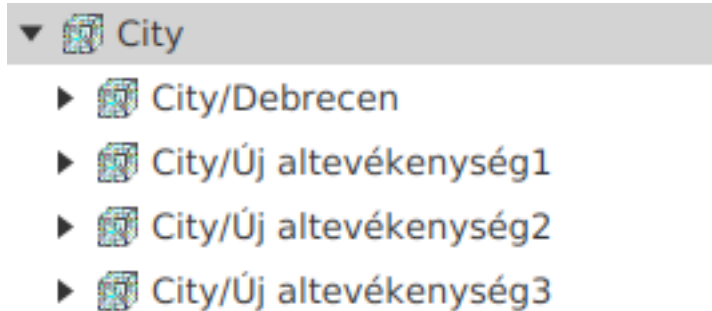 City
City/Debrecen
City/Új altevékenység1
City/Új altevékenység2
City/Új altevékenység3